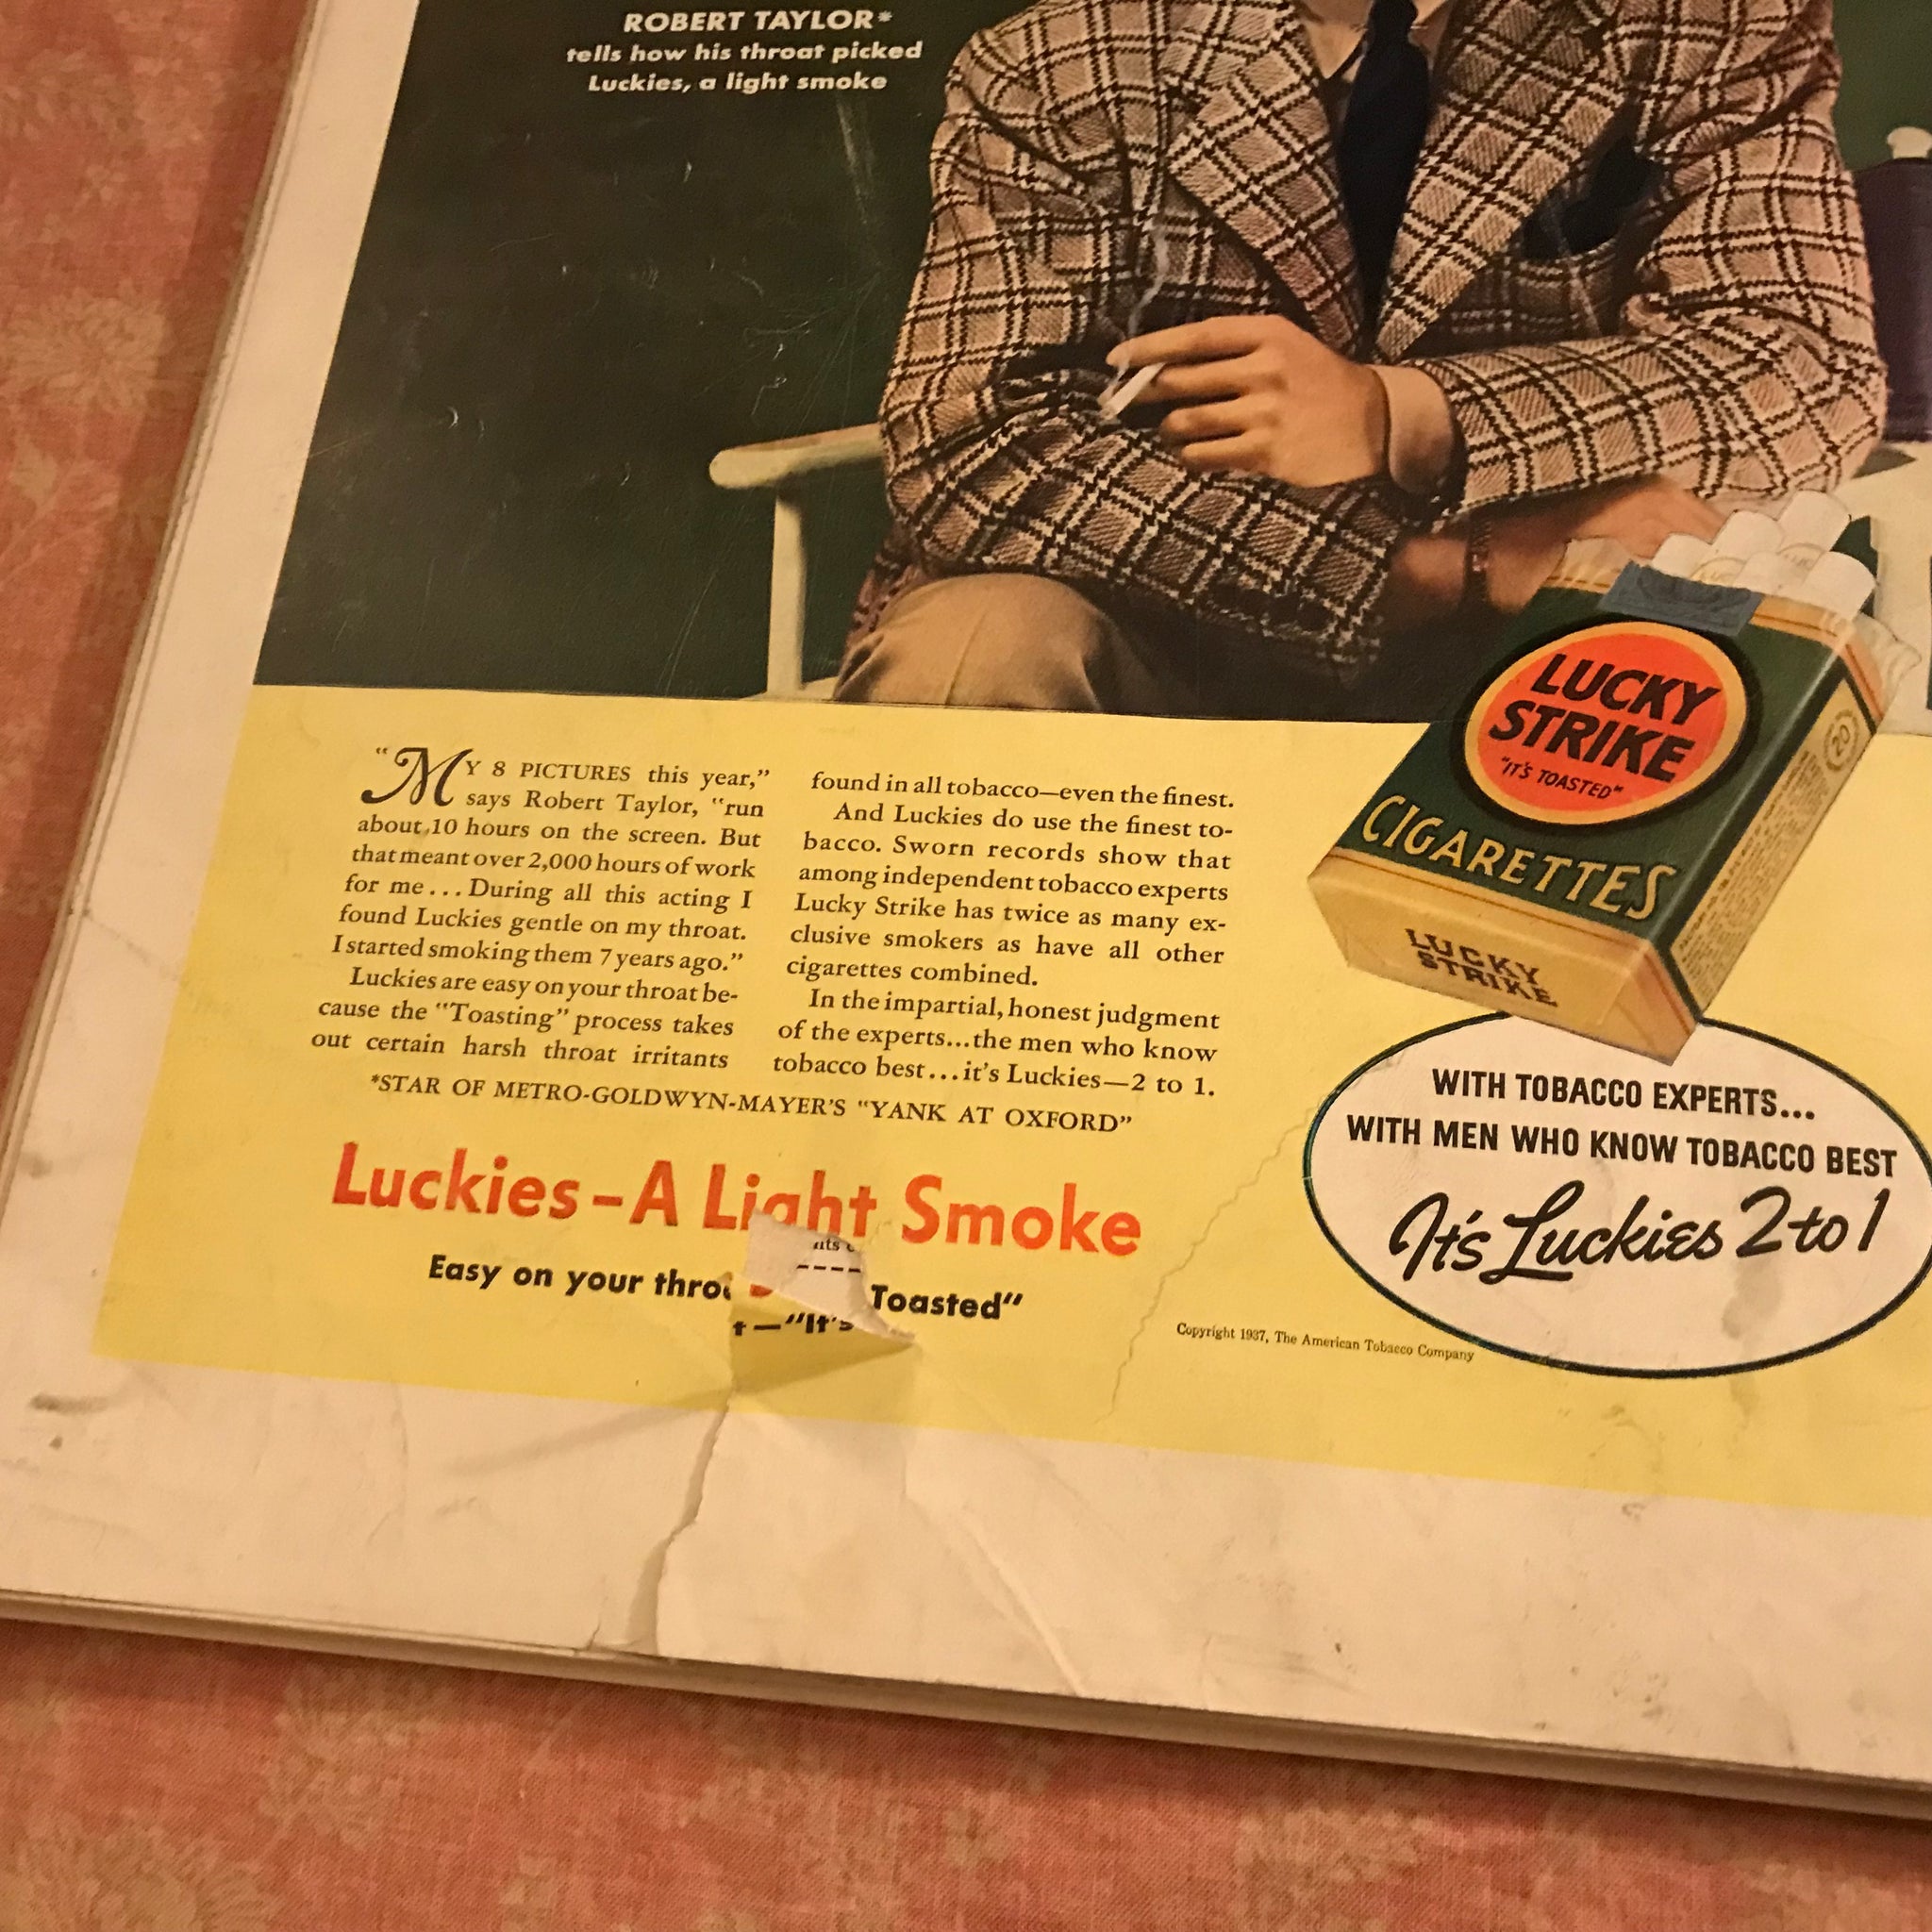 ROBERT TAYLOR*
tells how his throat picked
Luckies, a light smoke
LUCKY
STRIKE
"IT'S TOASTED"
CIGARETTES
LUCKY
STRIKE
20
"MY 8 PICTURES this year,"
says Robert Taylor, "run
about 10 hours on the screen. But
that meant over 2,000 hours of work
for me... During all this acting I
found Luckies gentle on my throat.
I started smoking them 7 years ago."
Luckies are easy on your throat be-
cause the "Toasting" process takes
out certain harsh throat irritants
found in all tobacco—even the finest.
And Luckies do use the finest to-
bacco. Sworn records show that
among independent tobacco experts
Lucky Strike has twice as many ex-
clusive smokers as have all other
cigarettes combined.
In the impartial, honest judgment
of the experts...the men who know
tobacco best...it's Luckies—2 to 1.
*STAR OF METRO-GOLDWYN-MAYER'S "YANK AT OXFORD"
Luckies–A Light Smoke
Easy on your throat—"It's Toasted"
WITH TOBACCO EXPERTS...
WITH MEN WHO KNOW TOBACCO BEST
It's Luckies 2 to 1
Copyright 1937, The American Tobacco Company